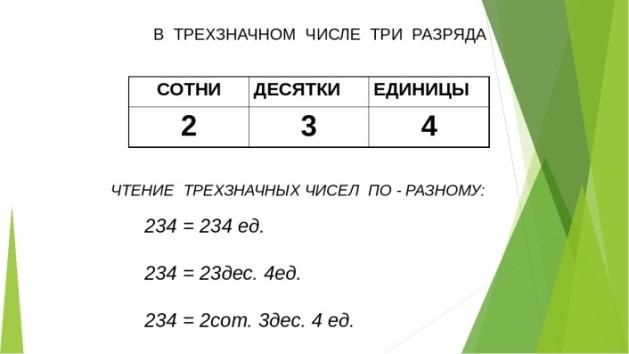 В ТРЕХЗНАЧНОМ ЧИСЛЕ ТРИ РАЗРЯДА
СОТНИ ДЕСЯТКИ ЕДИНИЦЫ
2 3 4
ЧТЕНИЕ ТРЕХЗНАЧНЫХ ЧИСЕЛ ПО - РАЗНОМУ:
234 = 234 ед.
234 = 23дес. 4ед.
234 = 2сот. 3дес. 4 ед.